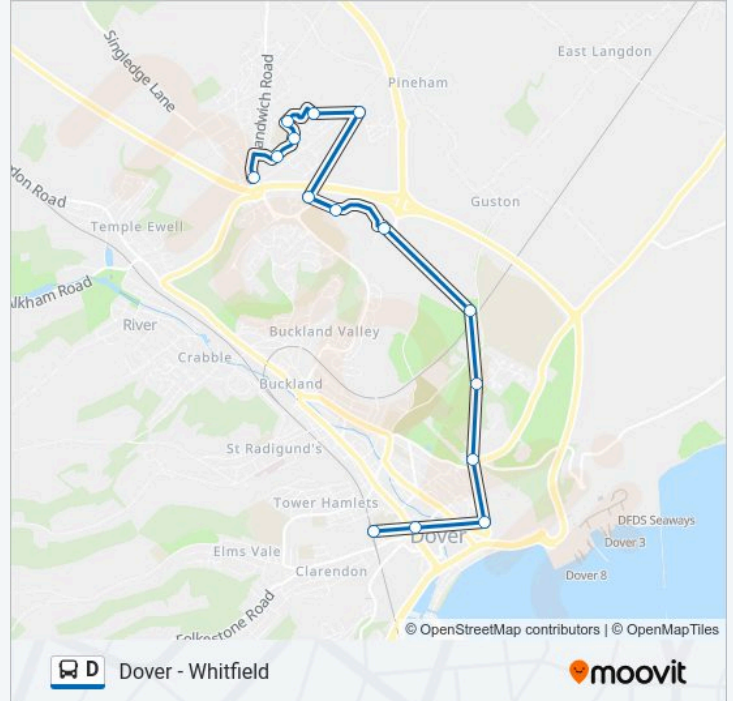 East Langdon
Singledge Lane
Pineham
andwich Road
don Road
Guston
Temple Ewell
lkham Road
River
Buckland Valley
Crabble
Buckland
St Radigund's
Tower Hamlets
DFDS Seaways
Dover
Dover 3
Elms Vale
Clarendon
Dover 8
Folkestone Road
© OpenStreetMap contributors | © OpenMapTiles
D Dover - Whitfield
moovit